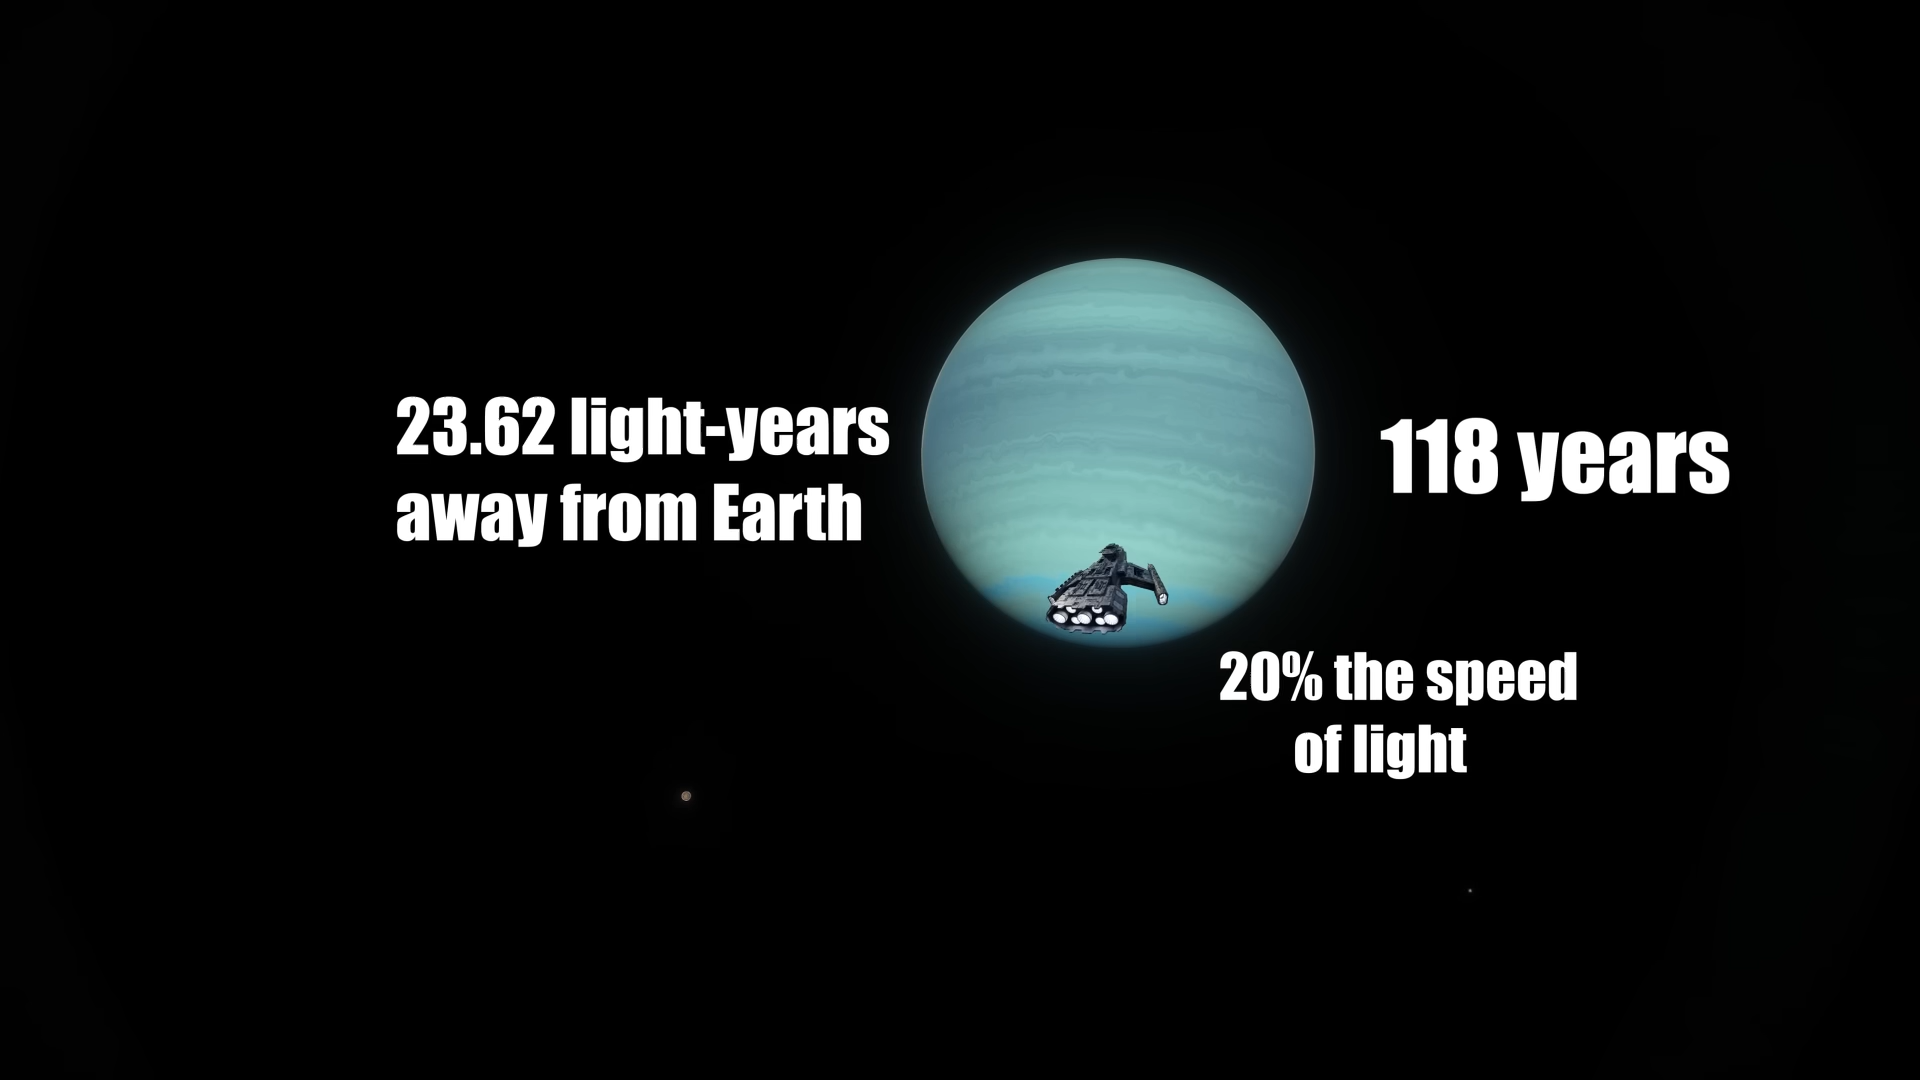 23.62 light-years
away from Earth
118 years
20% the speed
of light